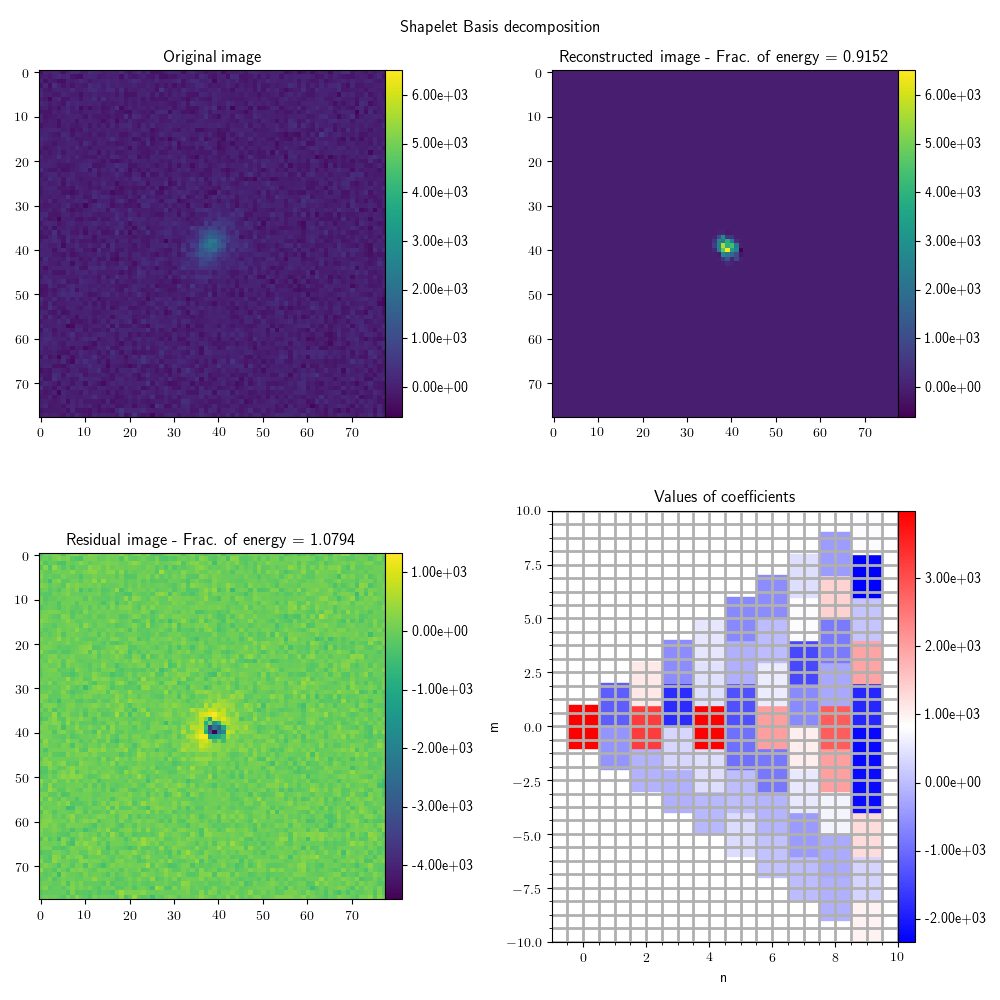 Shapelet Basis decomposition
Original image
0
10
20
30
40
50
60
70
0 10 20 30 40 50 60 70
6.00e+03
5.00e+03
4.00e+03
3.00e+03
2.00e+03
1.00e+03
0.00e+00
Reconstructed image - Frac. of energy = 0.9152
0
10
20
30
40
50
60
70
0 10 20 30 40 50 60 70
6.00e+03
5.00e+03
4.00e+03
3.00e+03
2.00e+03
1.00e+03
0.00e+00
Residual image - Frac. of energy = 1.0794
0
10
20
30
40
50
60
70
0 10 20 30 40 50 60 70
1.00e+03
0.00e+00
-1.00e+03
-2.00e+03
-3.00e+03
-4.00e+03
Values of coefficients
m
10.0
7.5
5.0
2.5
0.0
−2.5
−5.0
−7.5
−10.0
0 2 4 6 8 10
n
3.00e+03
2.00e+03
1.00e+03
0.00e+00
-1.00e+03
-2.00e+03